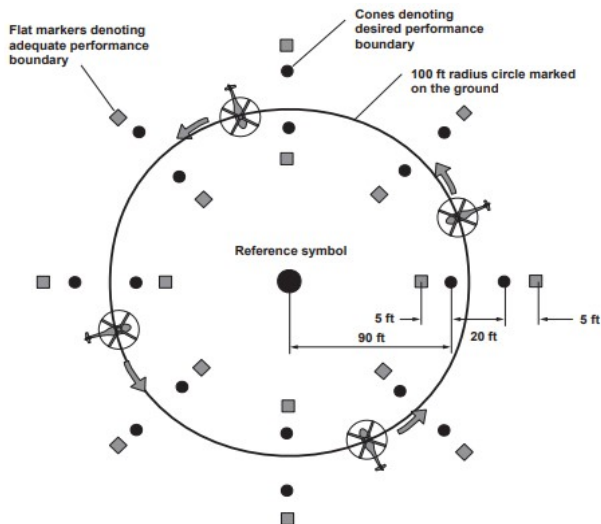 Flat markers denoting
adequate performance
boundary
Cones denoting
desired performance
boundary
100 ft radius circle marked
on the ground
Reference symbol
5 ft
5 ft
20 ft
90 ft